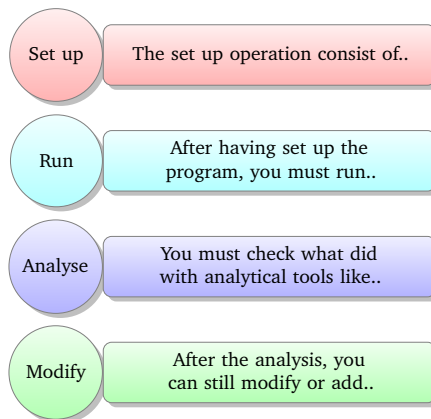 Set up
The set up operation consist of..
Run
After having set up the
program, you must run..
Analyse
You must check what did
with analytical tools like..
Modify
After the analysis, you
can still modify or add..